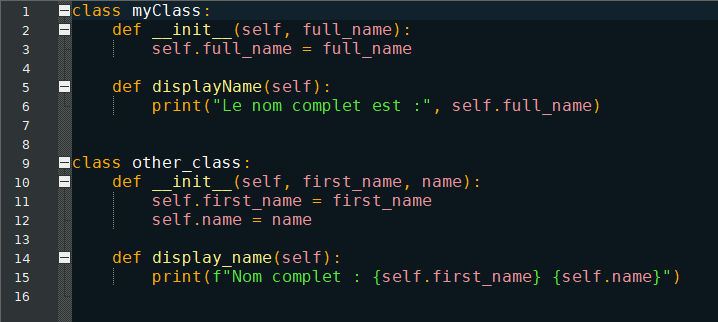 1 class myClass:
2     def __init__(self, full_name):
3         self.full_name = full_name
4
5     def displayName(self):
6         print("Le nom complet est :", self.full_name)
7
8
9 class other_class:
10     def __init__(self, first_name, name):
11         self.first_name = first_name
12         self.name = name
13
14     def display_name(self):
15         print(f"Nom complet : {self.first_name} {self.name}")
16